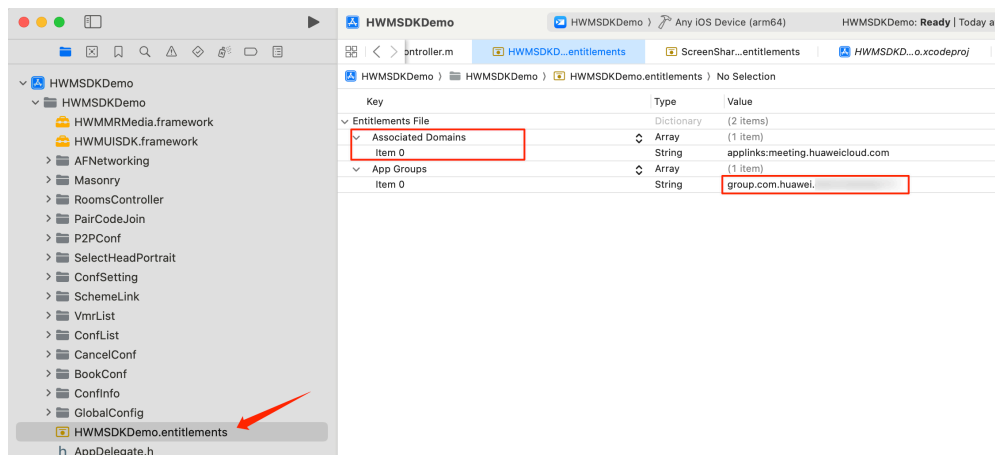 HWMSDKDemo
HWMSDKDemo 〉 Any iOS Device (arm64)
HWMSDKDemo: Ready | Today a
ontroller.m
HWMSDKD...entitlements
ScreenShar...entitlements
HWMSDKD...o.xcodeproj
HWMSDKDemo 〉 HWMSDKDemo 〉 HWMSDKDemo.entitlements 〉 No Selection
Key Type Value
Entitlements File Dictionary (2 items)
Associated Domains Array (1 item)
Item 0 String applinks:meeting.huaweicloud.com
App Groups Array (1 item)
Item 0 String group.com.huawei.
HWMSDKDemo
HWMSDKDemo
HWMMRMedia.framework
HWMUISDK.framework
AFNetworking
Masonry
RoomsController
PairCodeJoin
P2PConf
SelectHeadPortrait
ConfSetting
SchemeLink
VmrList
ConfList
CancelConf
BookConf
ConfInfo
GlobalConfig
HWMSDKDemo.entitlements
h AppDelegate.h